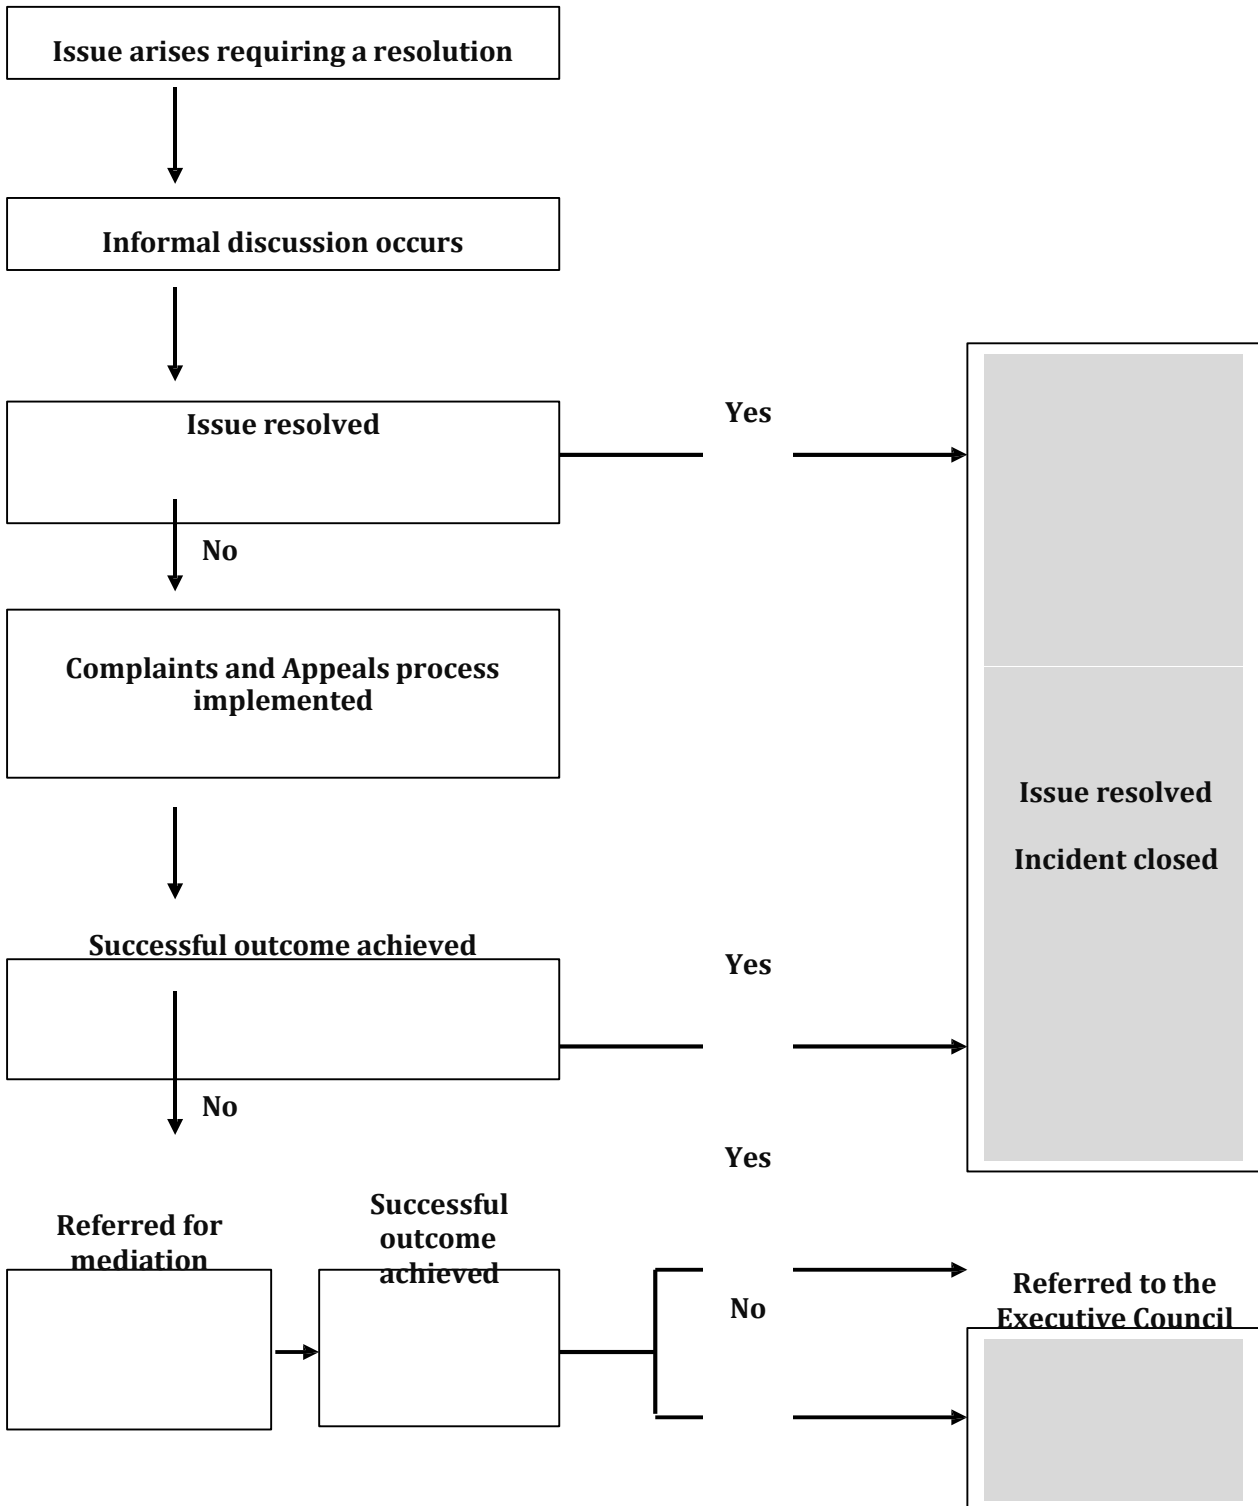 Issue arises requiring a resolution
Informal discussion occurs
Issue resolved
Yes
No
Complaints and Appeals process
implemented
Issue resolved
Incident closed
Successful outcome achieved
Yes
No
Yes
Referred for
mediation
Successful
outcome
achieved
No
Referred to the
Executive Council